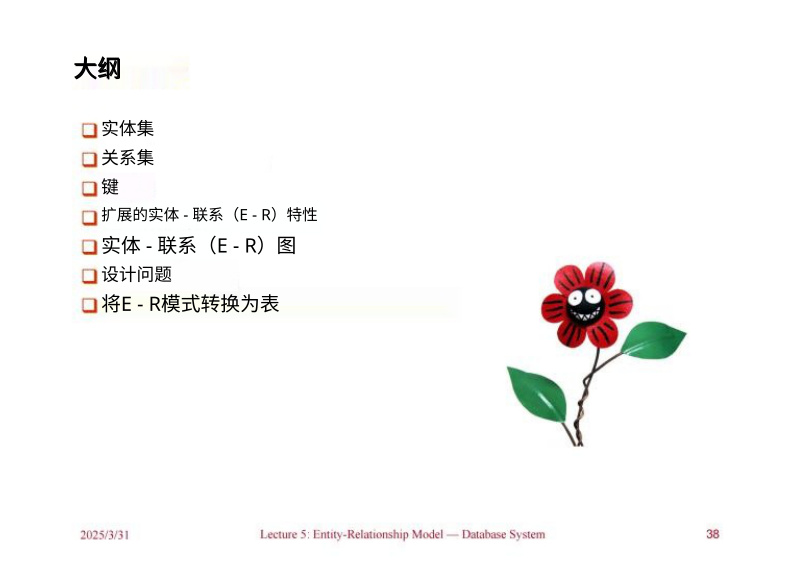 大纲
实体集
关系集
键
扩展的实体 - 联系（E - R）特性
实体 - 联系（E - R）图
设计问题
将E - R模式转换为表
2025/3/31
Lecture 5: Entity-Relationship Model — Database System
38